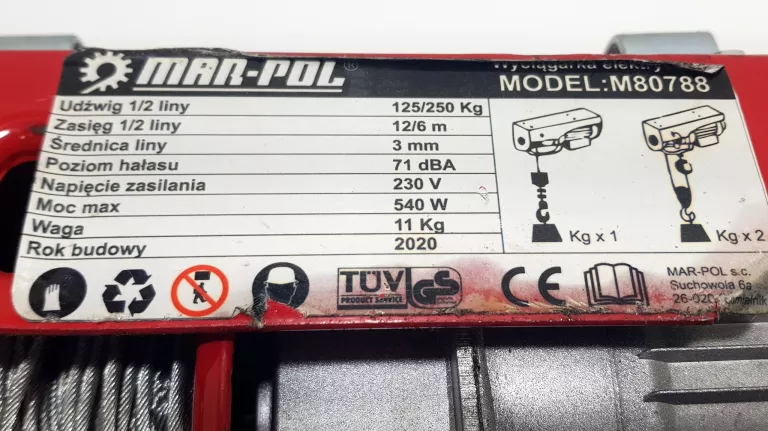 MAR-POL®
Wyciągarka
MODEL:M80788
Udźwig 1/2 liny 125/250 Kg
Zasięg 1/2 liny 12/6 m
Średnica liny 3 mm
Poziom hałasu 71 dBA
Napięcie zasilania 230 V
Moc max 540 W
Waga 11 Kg
Rok budowy 2020
Kg x 1
Kg x 2
TÜV
PRODUCT SERVICE
GS
CE
MAR-POL s.c.
Suchowola 6a